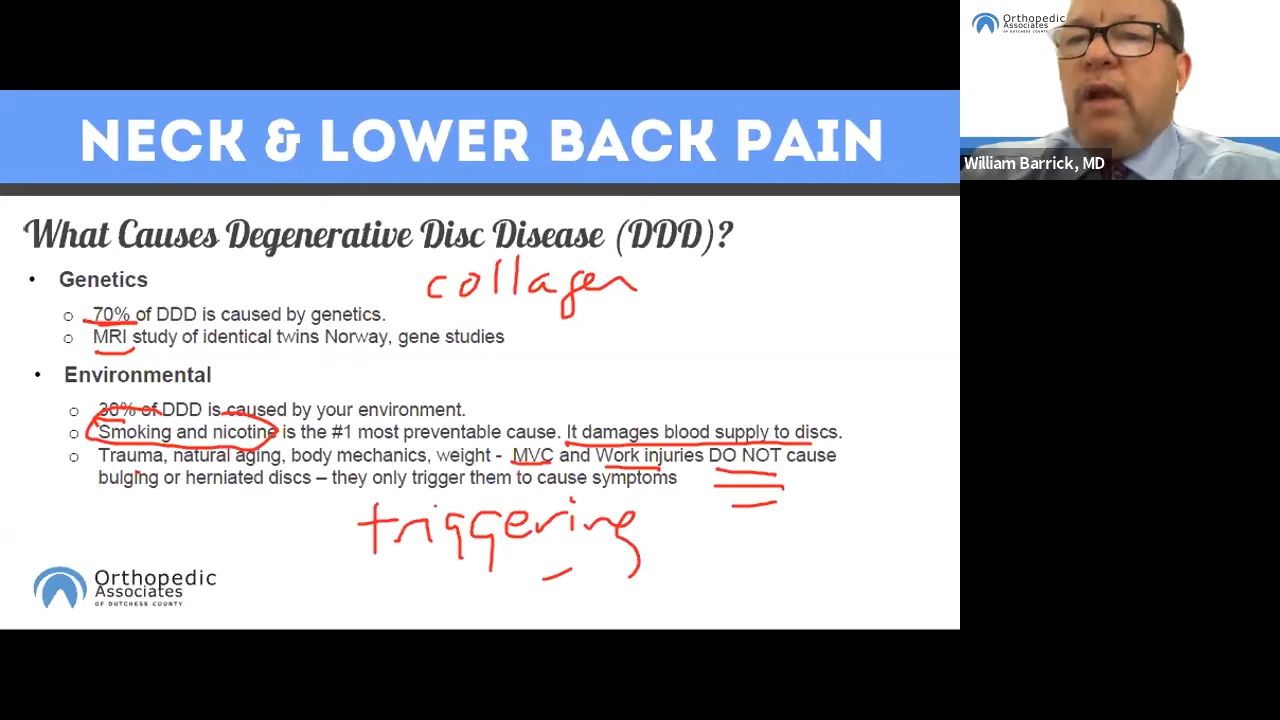 Orthopedic
Associates
OF DUTCHESS COUNTY
William Barrick, MD
NECK & LOWER BACK PAIN
What Causes Degenerative Disc Disease (DDD)?
• Genetics
collagen
o 70% of DDD is caused by genetics.
o MRI study of identical twins Norway, gene studies
• Environmental
o 30% of DDD is caused by your environment.
o Smoking and nicotine is the #1 most preventable cause. It damages blood supply to discs.
o Trauma, natural aging, body mechanics, weight - MVC and Work injuries DO NOT cause
bulging or herniated discs – they only trigger them to cause symptoms
triggering
Orthopedic
Associates
OF DUTCHESS COUNTY